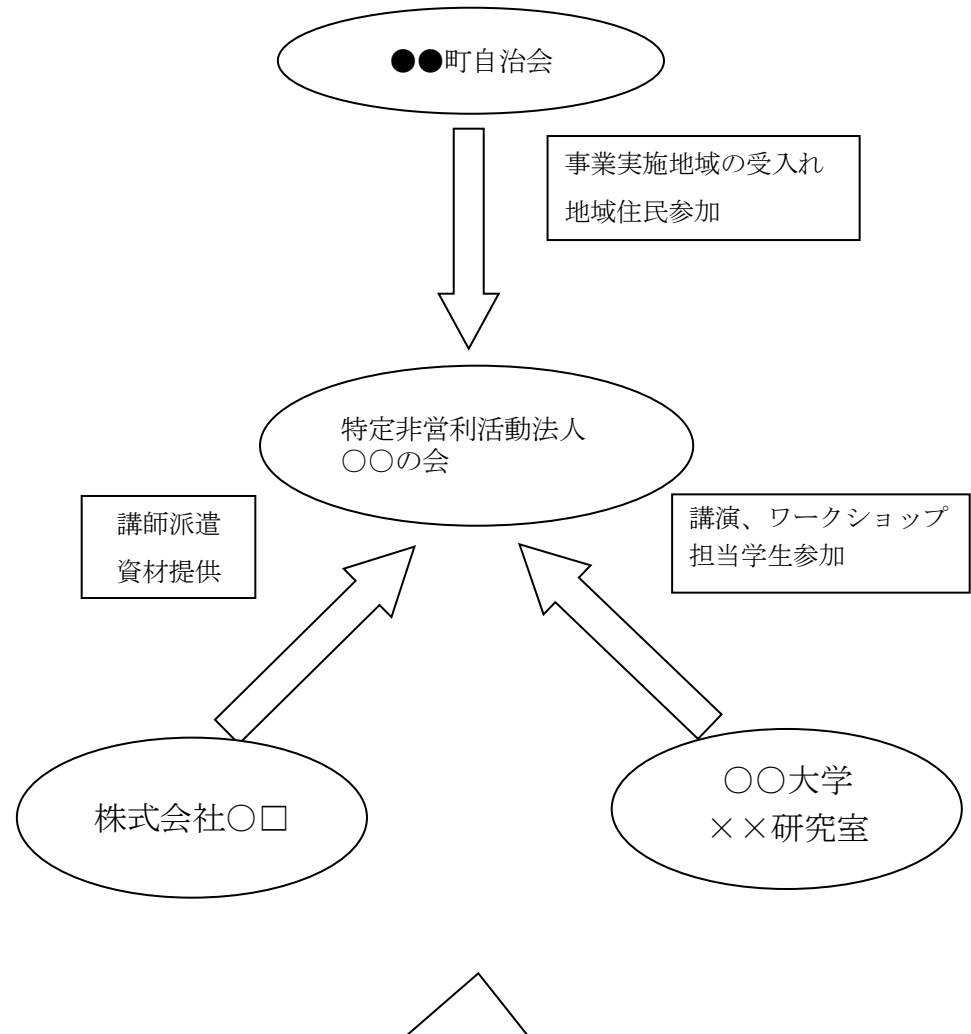 ●●町自治会
事業実施地域の受入れ
地域住民参加
特定非営利活動法人
○○の会
講師派遣
資材提供
講演、ワークショップ
担当学生参加
株式会社○□
○○大学
××研究室